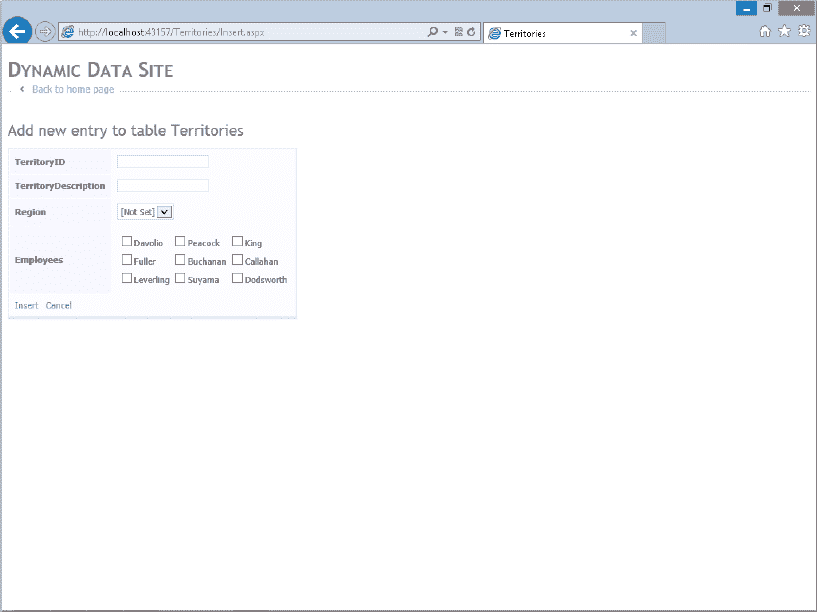 http://localhost:43157/Territories/Insert.aspx
Territories
DYNAMIC DATA SITE
Back to home page
Add new entry to table Territories
TerritoryID
TerritoryDescription
Region [Not Set]
Davolio Peacock King
Employees Fuller Buchanan Callahan
Leverling Suyama Dodsworth
Insert Cancel